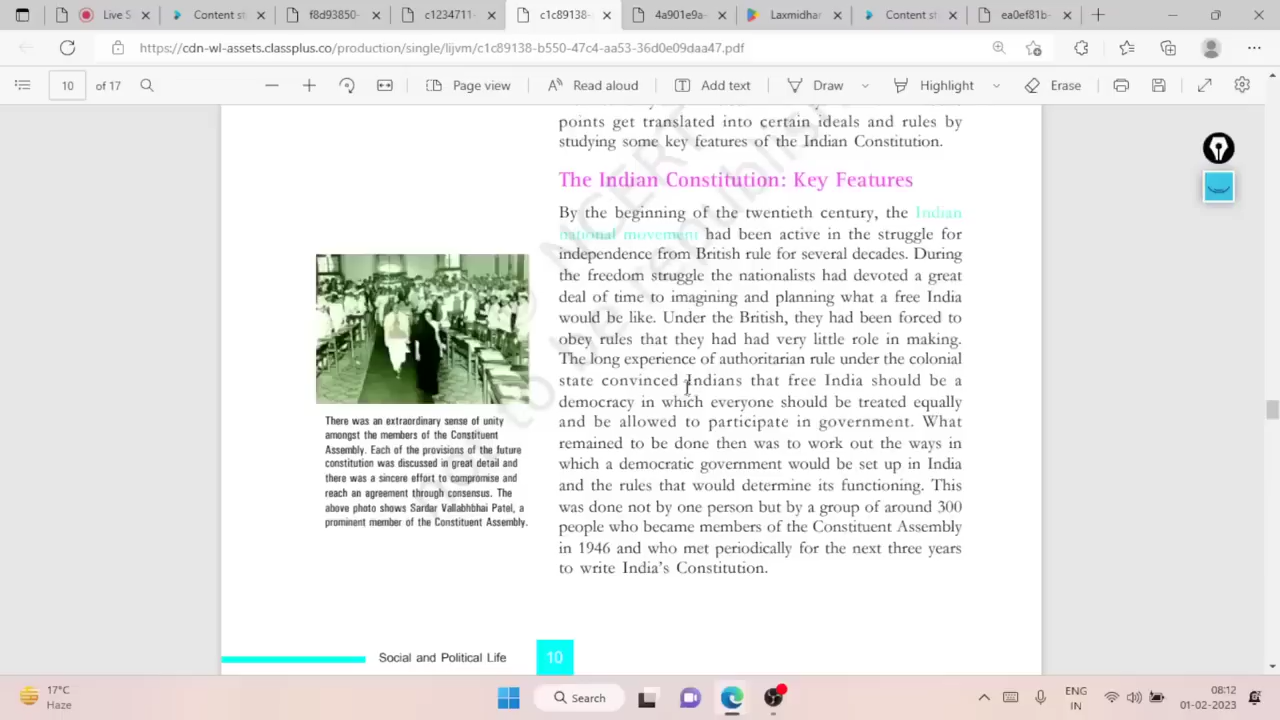 Live S
Content st
f8d93850-
c1234711-
c1c89138-
4a901e9a-
Laxmidhar
Content st
ea0ef81b-
https://cdn-wl-assets.classplus.co/production/single/lijvm/c1c89138-b550-47c4-aa53-36d0e09daa47.pdf
10 of 17
Page view
Read aloud
Add text
Draw
Highlight
Erase
points get translated into certain ideals and rules by
studying some key features of the Indian Constitution.
The Indian Constitution: Key Features
By the beginning of the twentieth century, the Indian
national movement had been active in the struggle for
independence from British rule for several decades. During
the freedom struggle the nationalists had devoted a great
deal of time to imagining and planning what a free India
would be like. Under the British, they had been forced to
obey rules that they had had very little role in making.
The long experience of authoritarian rule under the colonial
state convinced Indians that free India should be a
democracy in which everyone should be treated equally
and be allowed to participate in government. What
remained to be done then was to work out the ways in
which a democratic government would be set up in India
and the rules that would determine its functioning. This
was done not by one person but by a group of around 300
people who became members of the Constituent Assembly
in 1946 and who met periodically for the next three years
to write India's Constitution.
There was an extraordinary sense of unity
amongst the members of the Constituent
Assembly. Each of the provisions of the future
constitution was discussed in great detail and
there was a sincere effort to compromise and
reach an agreement through consensus. The
above photo shows Sardar Vallabhbhai Patel, a
prominent member of the Constituent Assembly.
Social and Political Life 10
17°C
Haze
Search
ENG
IN
08:12
01-02-2023